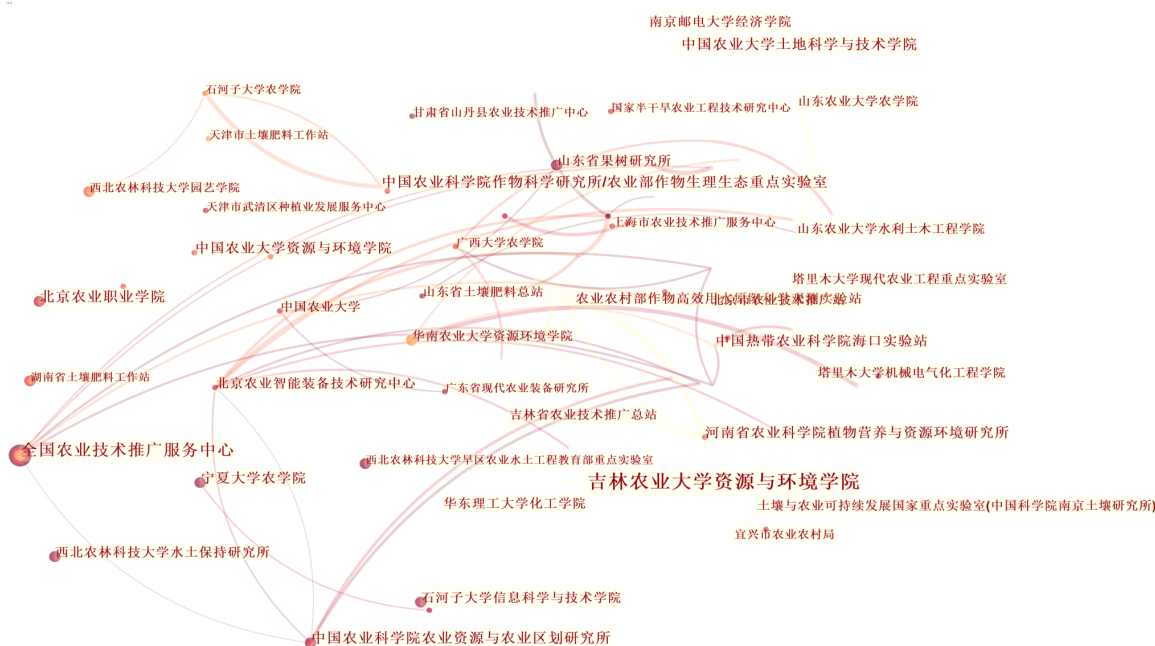 南京邮电大学经济学院
中国农业大学土地科学与技术学院
石河子大学农学院
山东农业大学农学院
国家半干旱农业工程技术研究中心
甘肃省山丹县农业技术推广中心
天津市土壤肥料工作站
山东省果树研究所
中国农业科学院作物科学研究所/农业部作物生理生态重点实验室
西北农林科技大学园艺学院
天津市武清区种植业发展服务中心
上海市农业技术推广服务中心
山东农业大学水利土木工程学院
广西大学农学院
中国农业大学资源与环境学院
塔里木大学现代农业工程重点实验室
山东省土壤肥料总站
北京农业职业学院
农业农村部作物高效用水
中国农业大学
华南农业大学资源环境学院
中国热带农业科学院海口实验站
塔里木大学机械电气化工程学院
湖南省土壤肥料工作站
北京农业智能装备技术研究中心
广东省现代农业装备研究所
吉林省农业技术推广总站
河南省农业科学院植物营养与资源环境研究所
全国农业技术推广服务中心
西北农林科技大学旱区农业水土工程教育部重点实验室
宁夏大学农学院
吉林农业大学资源与环境学院
华东理工大学化工学院
土壤与农业可持续发展国家重点实验室(中国科学院南京土壤研究所)
宜兴市农业农村局
西北农林科技大学水土保持研究所
石河子大学信息科学与技术学院
中国农业科学院农业资源与农业区划研究所